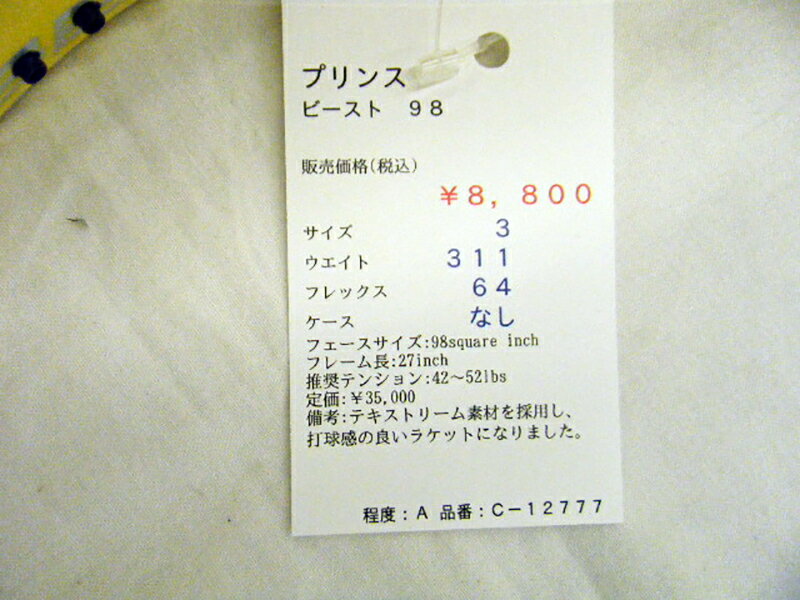 プリンス
ビースト　９８
販売価格（税込）
￥８，８００
サイズ　３
ウエイト　３１１
フレックス　６４
ケース　なし
フェースサイズ:98square inch
フレーム長:27inch
推奨テンション:42～52lbs
定価:￥35,000
備考:テキストリーム素材を採用し、
打球感の良いラケットになりました。
程度：Ａ 品番：Ｃ－１２７７７